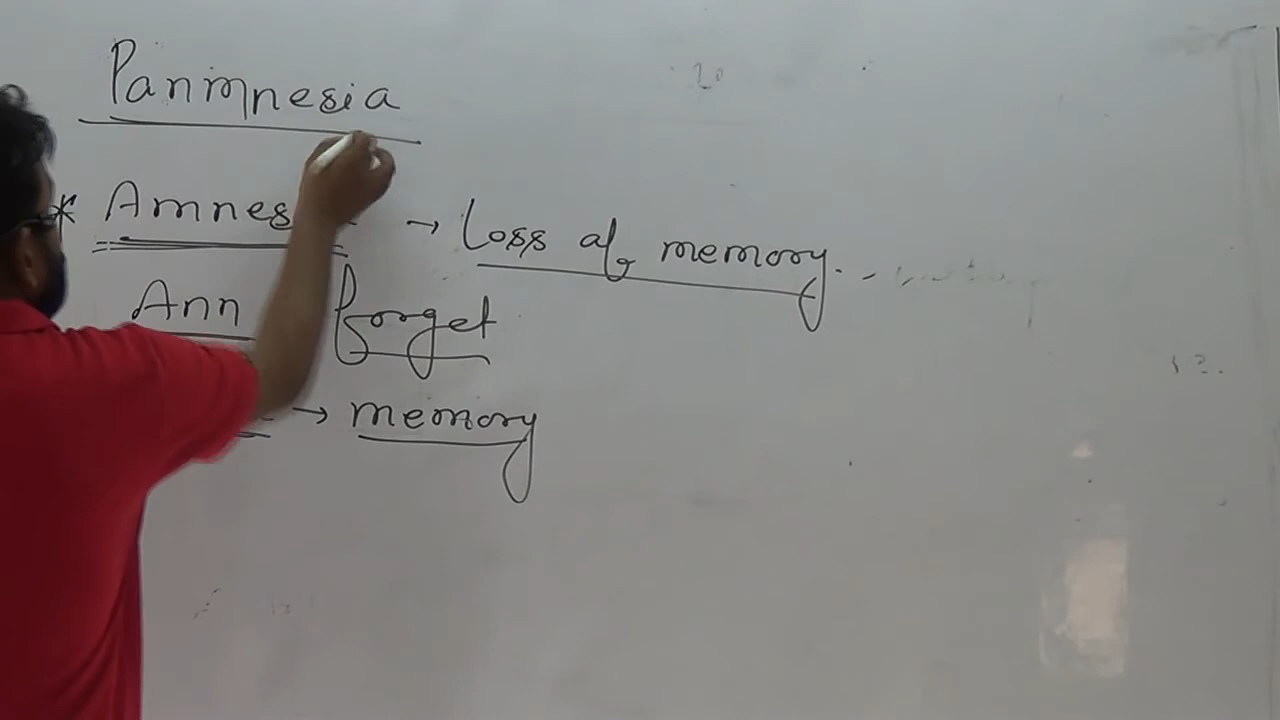 Panmnesia
* Amnes → Loss of memory.
Ann forget
→ memory